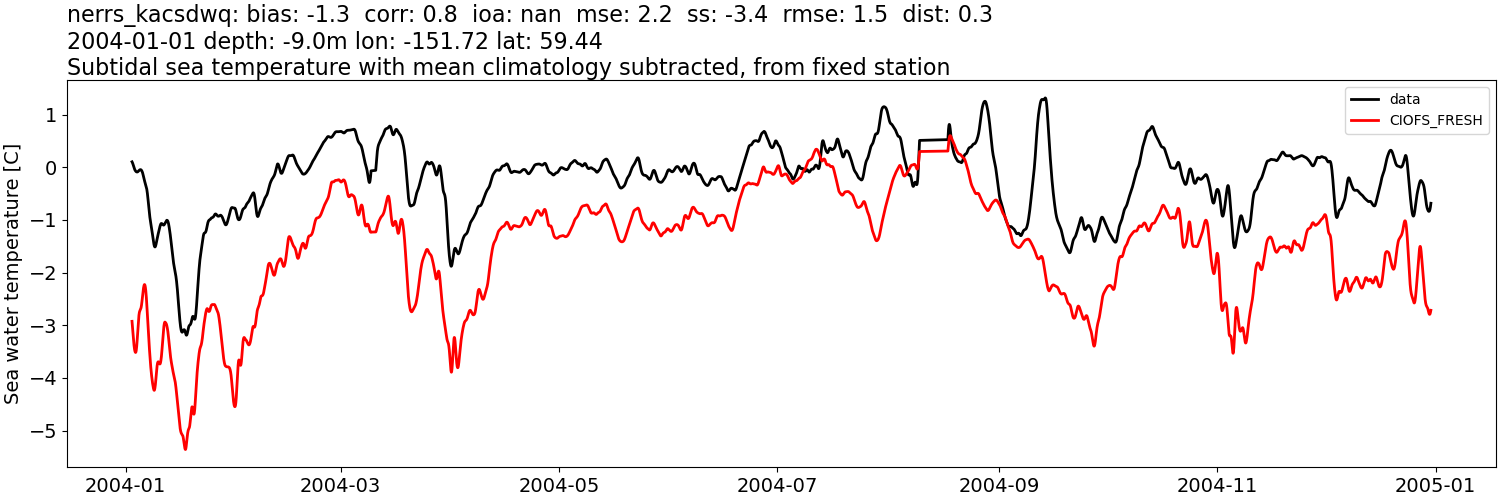 nerrs_kacsdwq: bias: -1.3  corr: 0.8  ioa: nan  mse: 2.2  ss: -3.4  rmse: 1.5  dist: 0.3
2004-01-01 depth: -9.0m lon: -151.72 lat: 59.44
Subtidal sea temperature with mean climatology subtracted, from fixed station
Sea water temperature [C]
1
0
−1
−2
−3
−4
−5
data
CIOFS_FRESH
2004-01
2004-03
2004-05
2004-07
2004-09
2004-11
2005-01